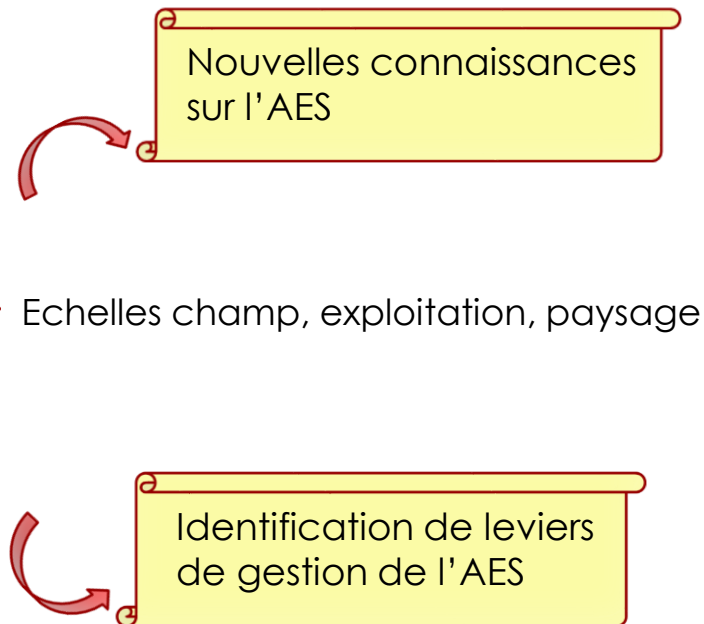 Nouvelles connaissances
sur l’AES
Echelles champ, exploitation, paysage
Identification de leviers
de gestion de l’AES